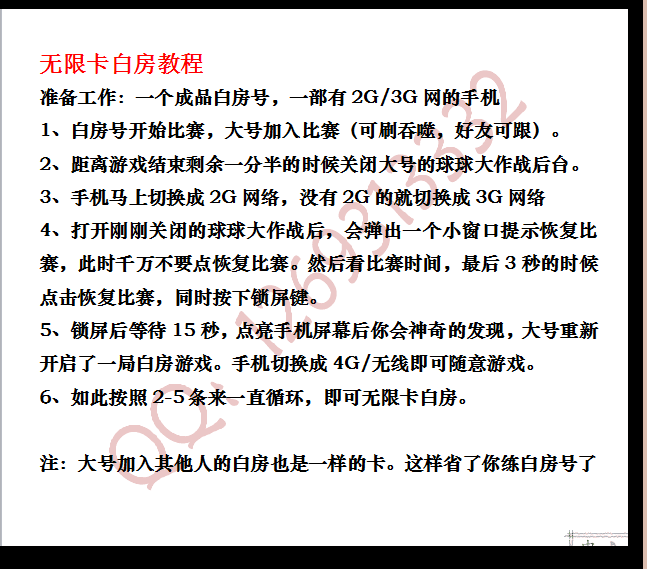 无限卡白房教程
准备工作：一个成品白房号，一部有 2G/3G 网的手机
1、白房号开始比赛，大号加入比赛（可刷吞噬，好友可跟）。
2、距离游戏结束剩余一分半的时候关闭大号的球球大作战后台。
3、手机马上切换成 2G 网络，没有 2G 的就切换成 3G 网络
4、打开刚刚关闭的球球大作战后，会弹出一个小窗口提示恢复比
赛，此时千万不要点恢复比赛。然后看比赛时间，最后 3 秒的时候
点击恢复比赛，同时按下锁屏键。
5、锁屏后等待 15 秒，点亮手机屏幕后你会神奇的发现，大号重新
开启了一局白房游戏。手机切换成 4G/无线即可随意游戏。
6、如此按照 2-5 条来一直循环，即可无限卡白房。
注：大号加入其他人的白房也是一样的卡。这样省了你练白房号了
QQ、1269313332